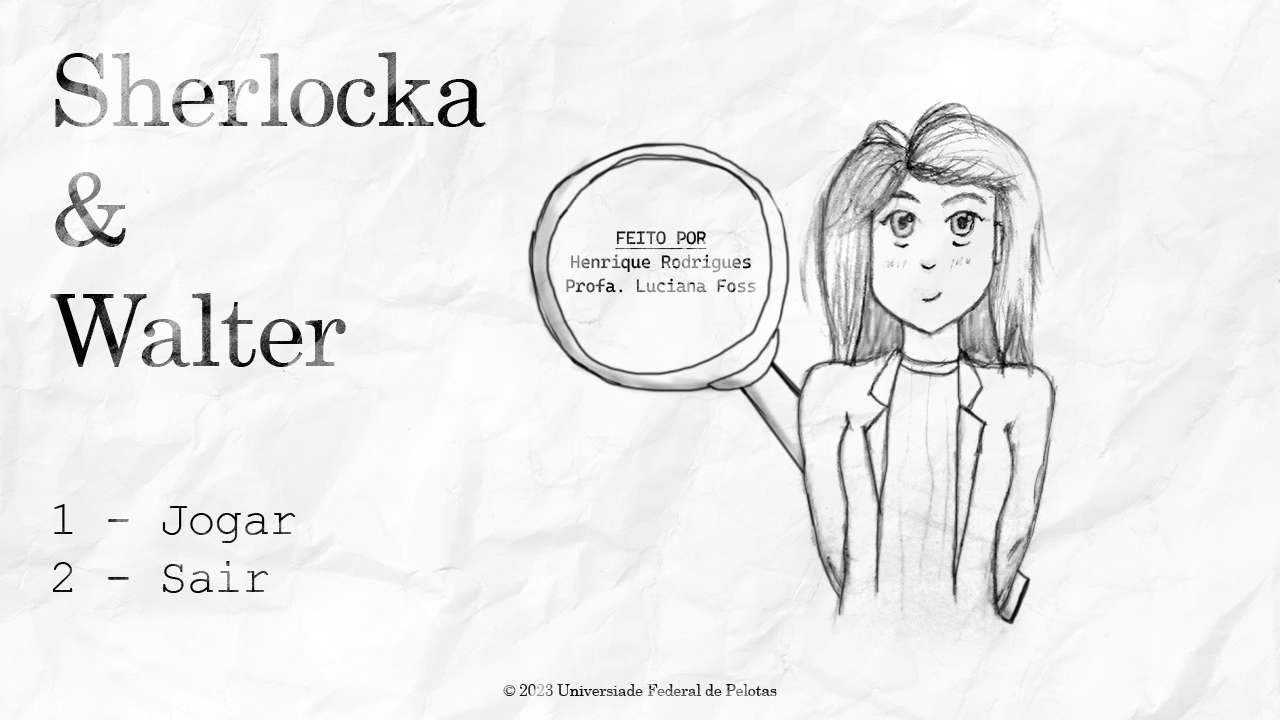 Sherlocka
&
Walter
FEITO POR
Henrique Rodrigues
Profa. Luciana Foss
1 - Jogar
2 - Sair
© 2023 Universiade Federal de Pelotas